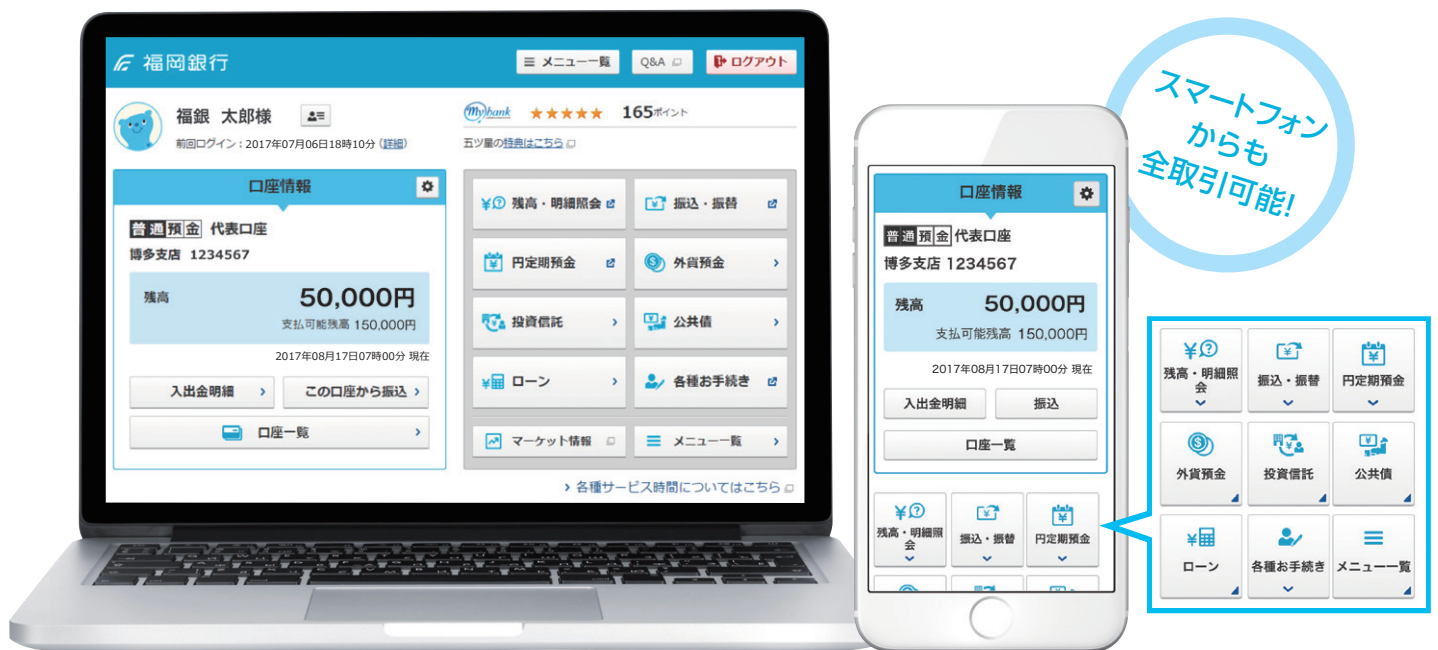 福岡銀行
メニュー一覧
Q&A
ログアウト
福銀 太郎様
前回ログイン：2017年07月06日18時10分（詳細）
Mybank ★★★★★ 165ポイント
五ツ星の特典はこちら
口座情報
普通預金 代表口座
博多支店 1234567
残高 50,000円
支払可能残高 150,000円
2017年08月17日07時00分 現在
入出金明細
この口座から振込
口座一覧
残高・明細照会
振込・振替
円定期預金
外貨預金
投資信託
公共債
ローン
各種お手続き
マーケット情報
メニュー一覧
各種サービス時間についてはこちら
口座情報
普通預金 代表口座
博多支店 1234567
残高 50,000円
支払可能残高 150,000円
2017年08月17日07時00分 現在
入出金明細
振込
口座一覧
残高・明細照
会
振込・振替
円定期預金
スマートフォン
からも
全取引可能!
残高・明細照
会
振込・振替
円定期預金
外貨預金
投資信託
公共債
ローン
各種お手続き
メニュー一覧